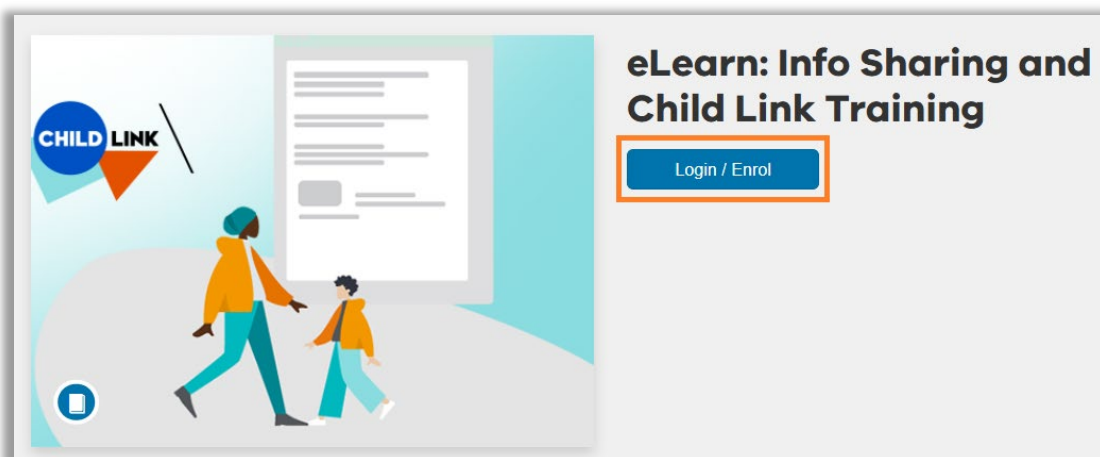 CHILD LINK
eLearn: Info Sharing and
Child Link Training
Login / Enrol